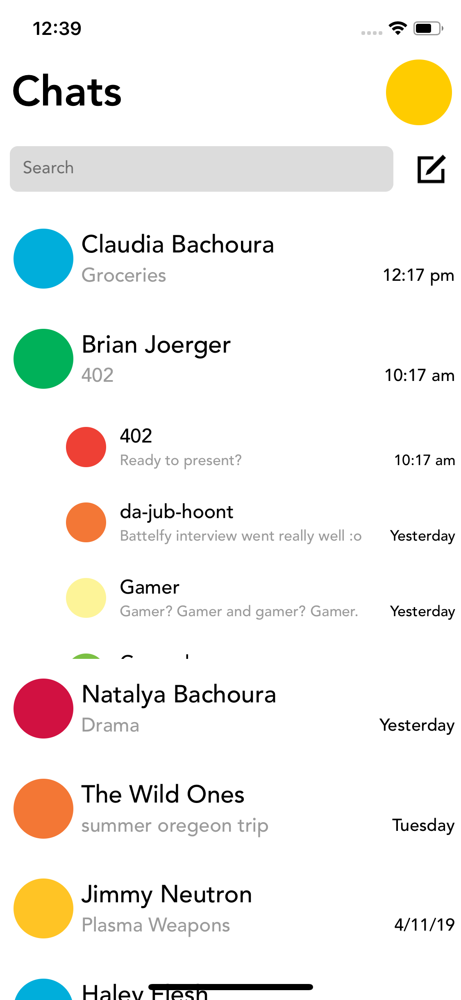 12:39
Chats
Search
Claudia Bachoura
Groceries
12:17 pm
Brian Joerger
402
10:17 am
402
Ready to present?
10:17 am
da-jub-hoont
Battelfy interview went really well :o
Yesterday
Gamer
Gamer? Gamer and gamer? Gamer.
Yesterday
Natalya Bachoura
Drama
Yesterday
The Wild Ones
summer oregeon trip
Tuesday
Jimmy Neutron
Plasma Weapons
4/11/19
Haley Flesh